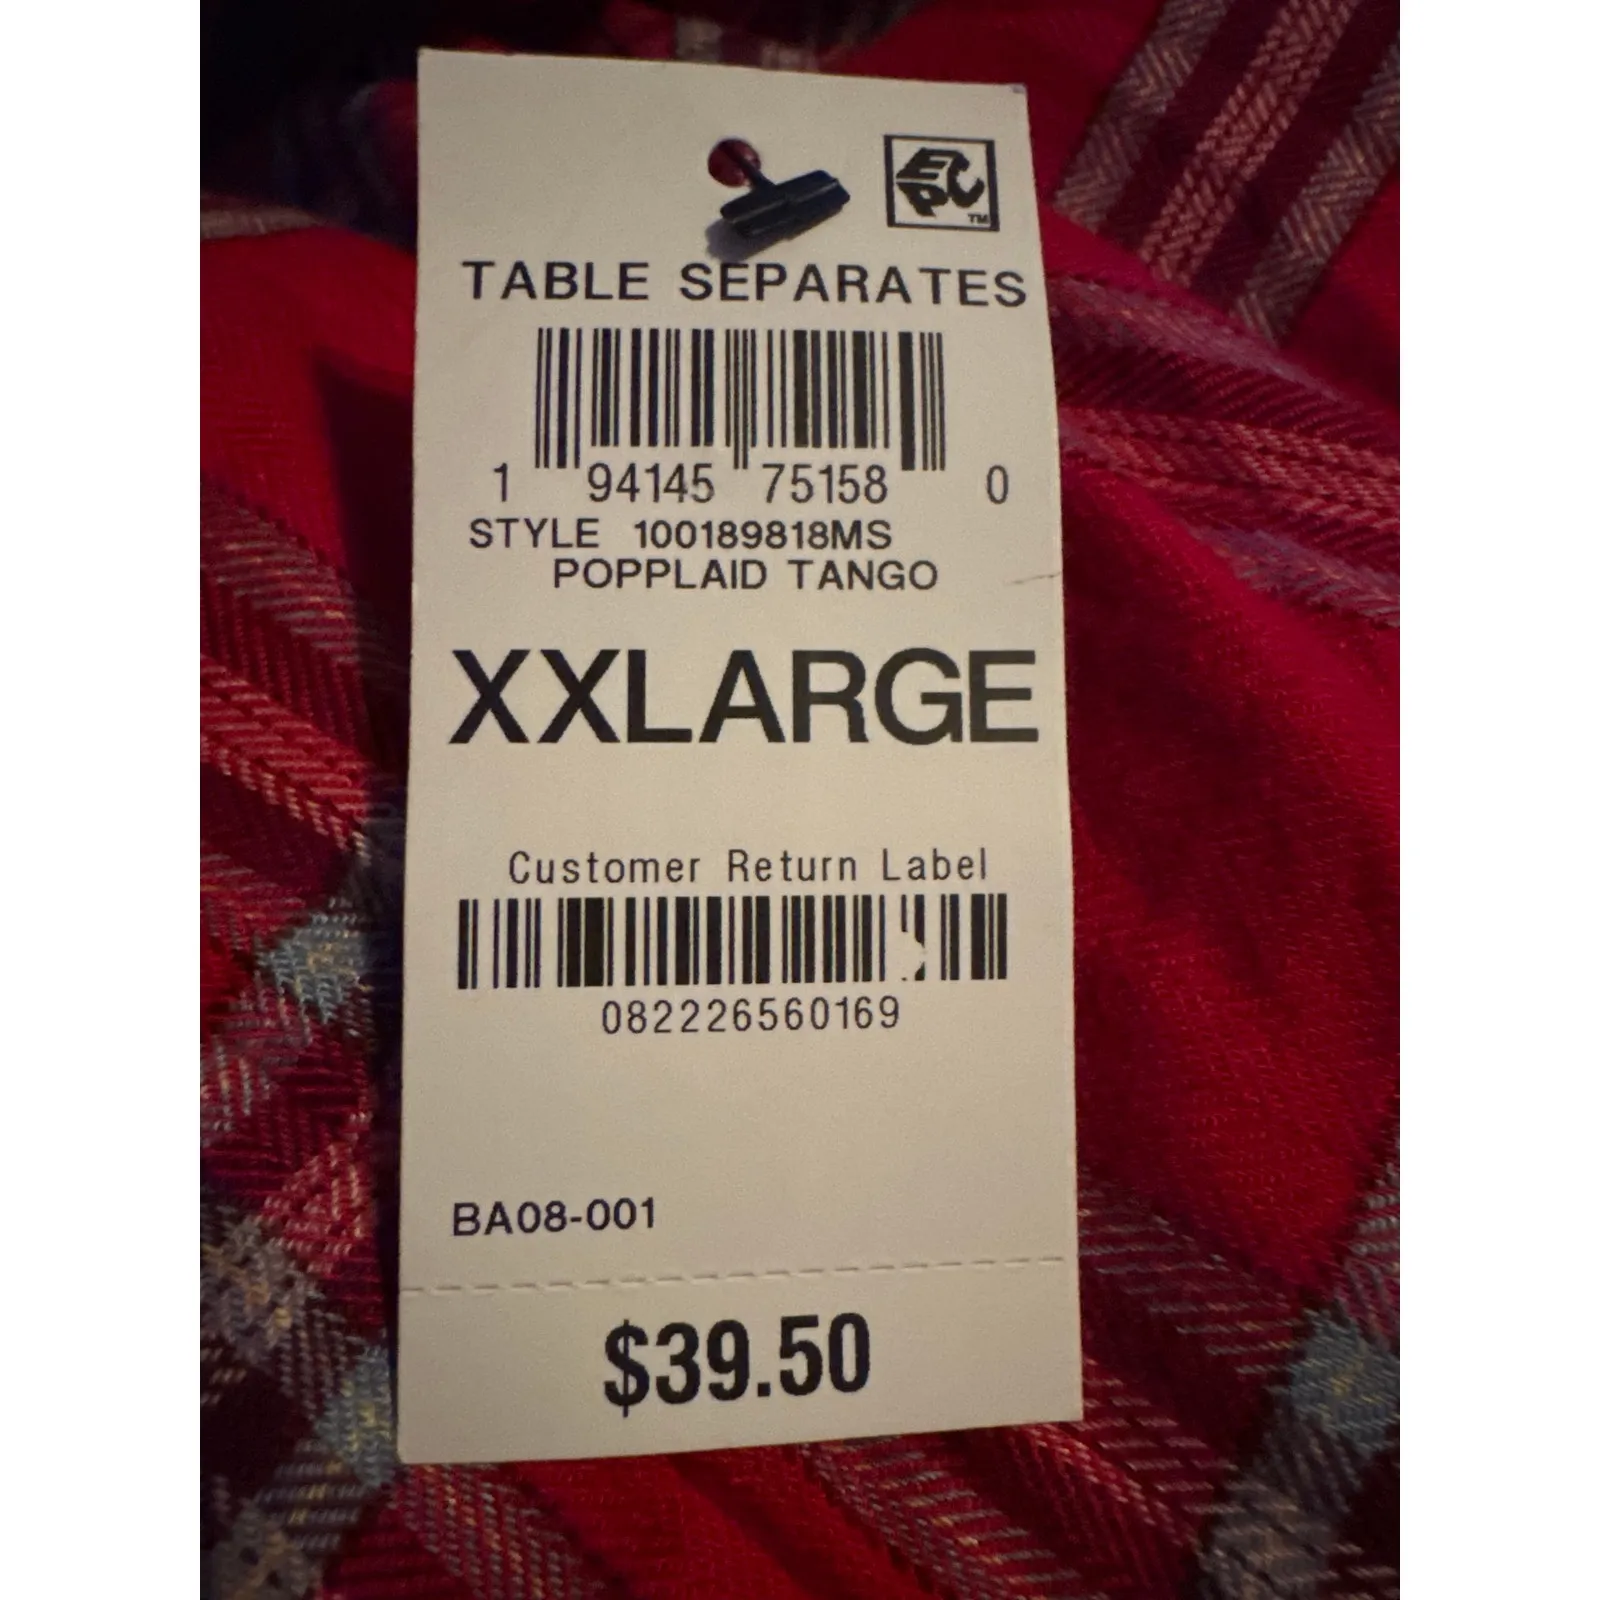 EPC
TM
TABLE SEPARATES
1 94145 75158 0
STYLE 100189818MS
POPPLAID TANGO
XXLARGE
Customer Return Label
082226560169
BA08-001
$39.50